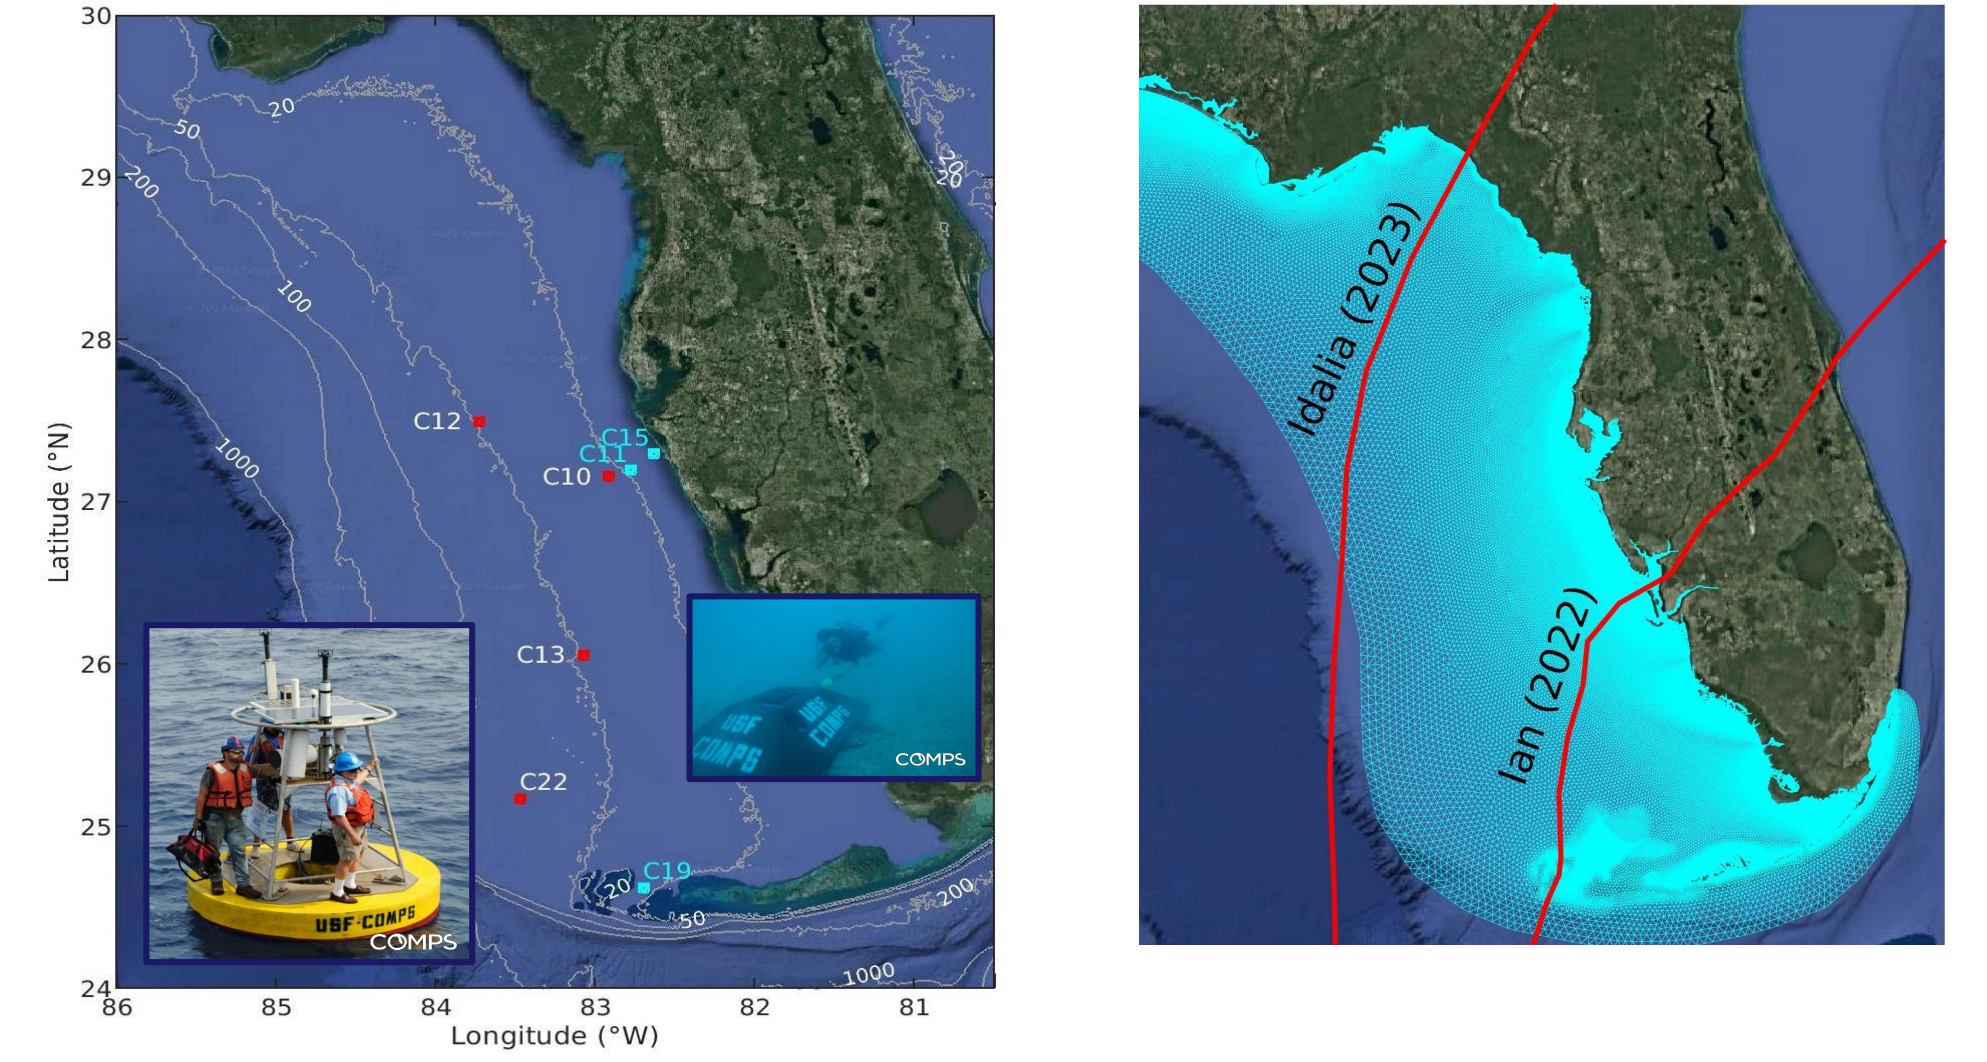 30
29
28
27
26
25
24
Latitude (°N)
86
85
84
83
82
81
Longitude (°W)
20
50
200
100
1000
20
20
C12
C15
C11
C10
C13
C22
C19
20
50
200
1000
USF-COMPS
COMPS
USF
COMPS
USF
COMPS
COMPS
Idalia (2023)
Ian (2022)